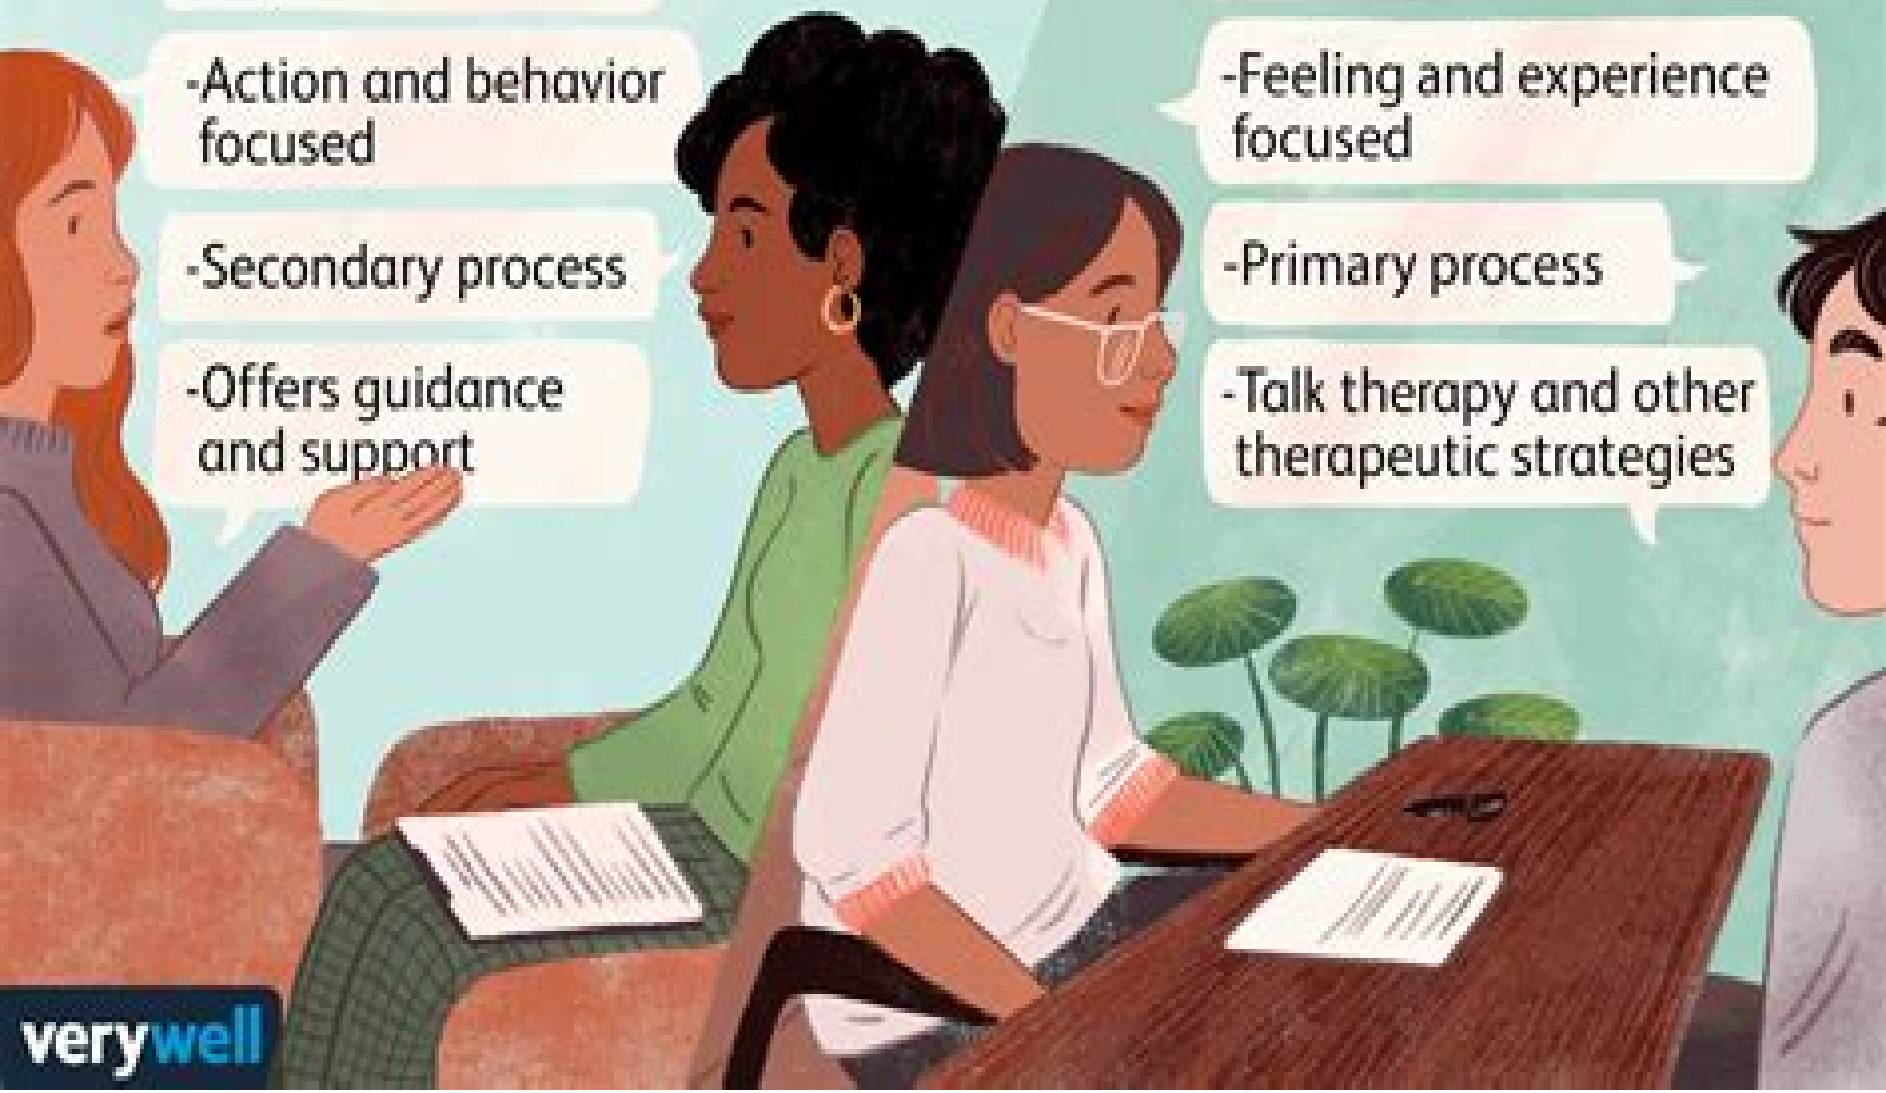 -Action and behavior
focused
-Secondary process
-Offers guidance
and support
-Feeling and experience
focused
-Primary process
-Talk therapy and other
therapeutic strategies
verywell